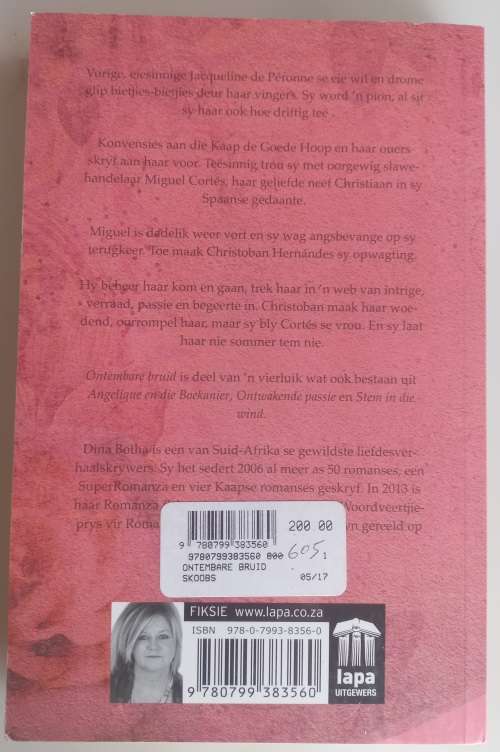 Vurige, eiesinnige Jacqueline de Péronne se eie wil en drome
glip bietjies-bietjies deur haar vingers. Sy word 'n pion, al sit
sy haar ook hoe driftig tee .
Konvensies aan die Kaap de Goede Hoop en haar ouers
skryf aan haar voor. Teësinnig trou sy met oorgewig slawe-
handelaar Miguel Cortés, haar geliefde neef Christiaan in sy
Spaanse gedaante.
Miguel is dadelik weer vort en sy wag angsbevange op sy
terugkeer. Toe maak Christoban Hernándes sy opwagting.
Hy beheer haar kom en gaan, trek haar in 'n web van intrige,
verraad, passie en begeerte in. Christoban maak haar woe-
dend, oorrompel haar, maar sy bly Cortés se vrou. En sy laat
haar nie sommer tem nie.
Ontembare bruid is deel van 'n vierluik wat ook bestaan uit
Angelique en die Boekanier, Ontwakende passie en Stem in die
wind.
Dina Botha is een van Suid-Afrika se gewildste liefdesver-
haalskrywers. Sy het sedert 2006 al meer as 50 romanses, een
SuperRomanza en vier Kaapse romanses geskryf. In 2013 is
haar Romanza Woordveertjie-
prys vir Roma gereeld op
200.00
9 780799 383560
9780799383560 800 605 1
ONTEMBARE BRUID
SKOOBS 05/17
FIKSIE www.lapa.co.za
ISBN 978-0-7993-8356-0
9 780799 383560
lapa
UITGEWERS